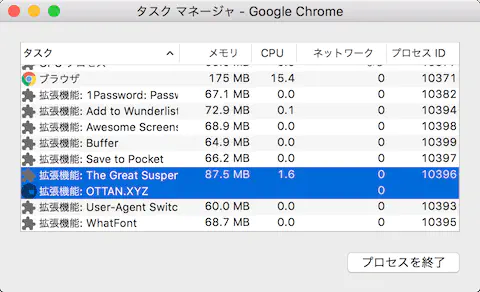 タスク マネージャ - Google Chrome
タスク メモリ CPU ネットワーク プロセス ID
ブラウザ 175 MB 15.4 0 10371
拡張機能: 1Password: Passw 67.1 MB 0.0 0 10382
拡張機能: Add to Wunderlist 72.9 MB 0.1 0 10394
拡張機能: Awesome Screens 68.9 MB 0.0 0 10398
拡張機能: Buffer 64.9 MB 0.0 0 10399
拡張機能: Save to Pocket 66.2 MB 0.0 0 10397
拡張機能: The Great Susper 87.5 MB 1.6 0 10396
拡張機能: OTTAN.XYZ 0
拡張機能: User-Agent Switc 60.0 MB 0.0 0 10393
拡張機能: WhatFont 68.7 MB 0.0 0 10395
プロセスを終了